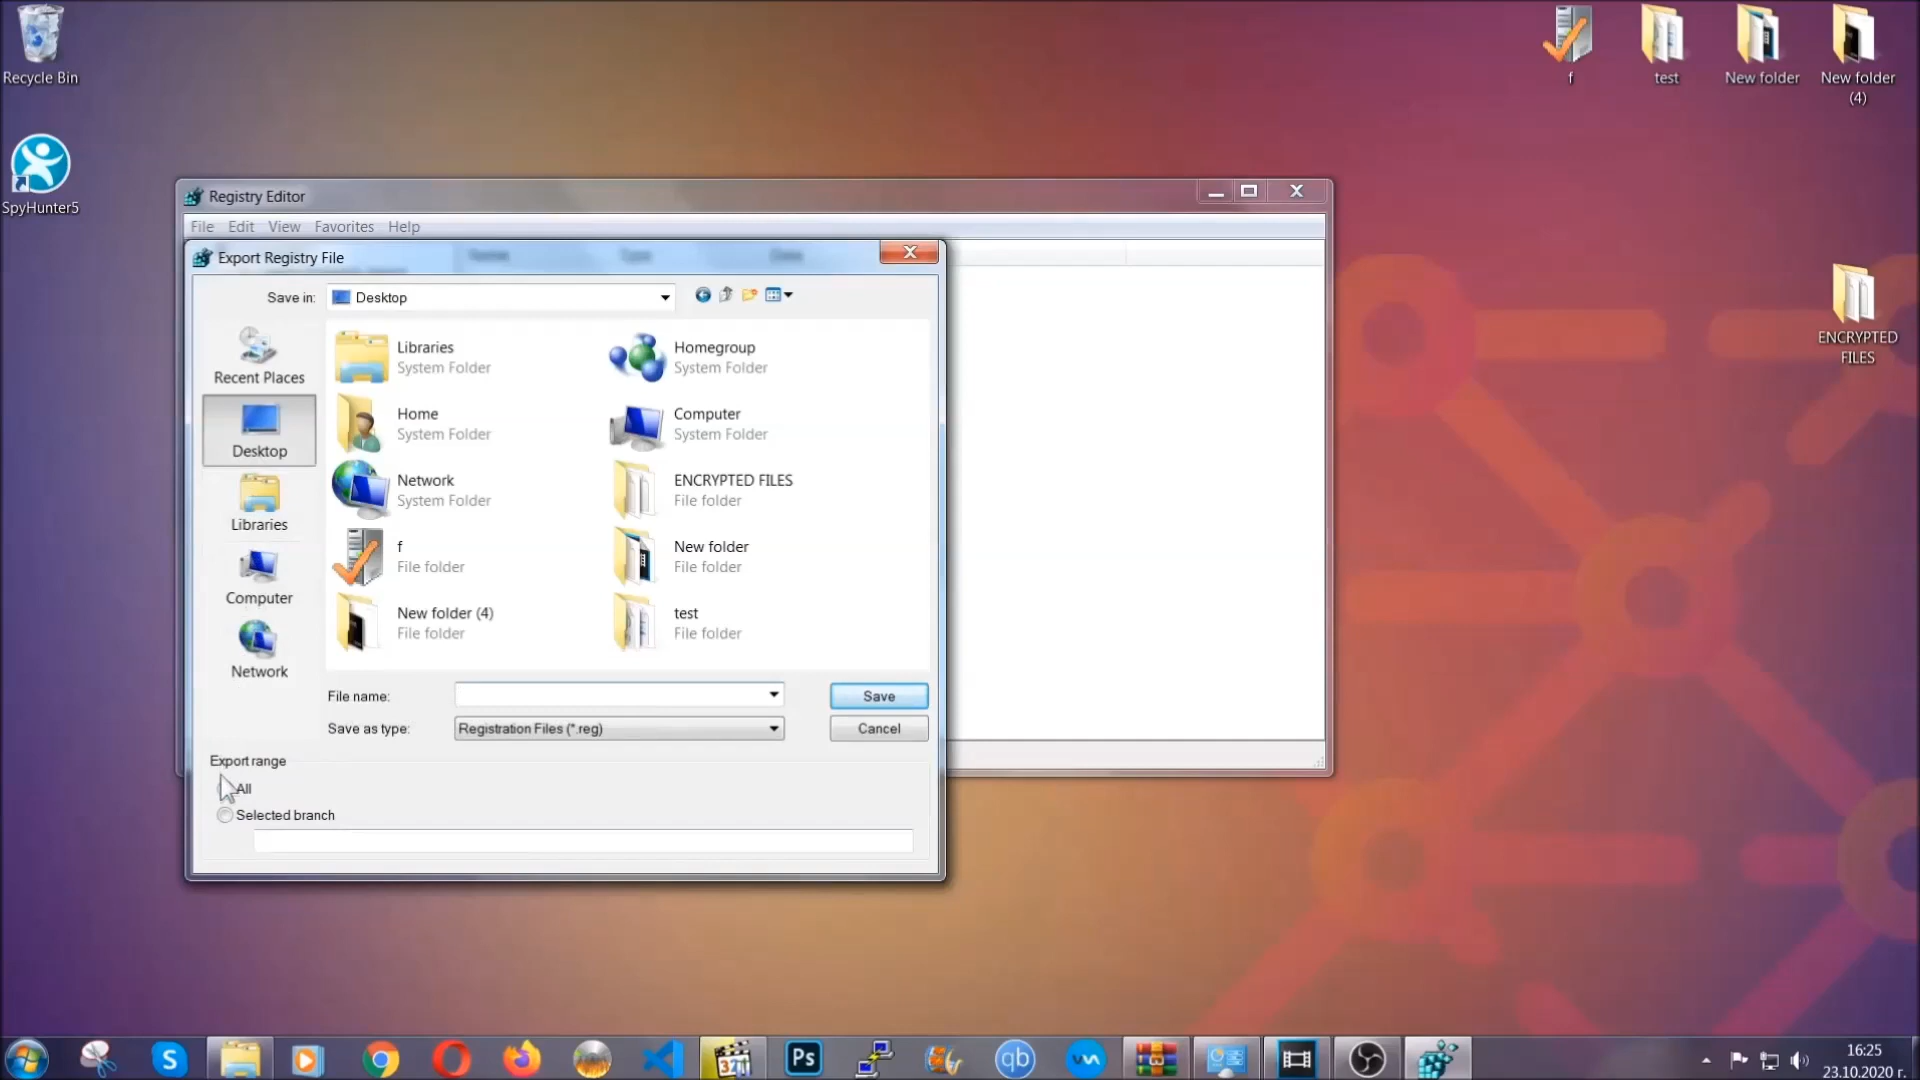 Recycle Bin
SpyHunter5
f
test
New folder
New folder
(4)
ENCRYPTED
FILES
Registry Editor
File Edit View Favorites Help
Export Registry File
Save in:
Desktop
Recent Places
Desktop
Libraries
Computer
Network
Libraries
System Folder
Homegroup
System Folder
Home
System Folder
Computer
System Folder
Network
System Folder
ENCRYPTED FILES
File folder
f
File folder
New folder
File folder
New folder (4)
File folder
test
File folder
File name:
Save
Save as type:
Registration Files (*.reg)
Cancel
Export range
All
Selected branch
S
321
Ps
qb
16:25
23.10.2020 г.